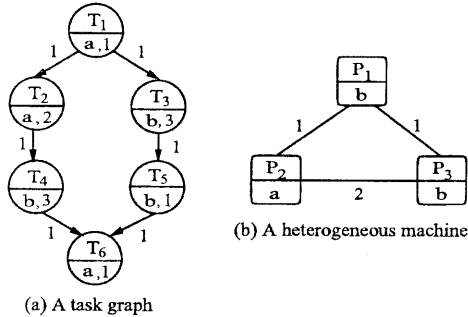 T1
a,1
1 1
T2
a,2
T3
b,3
1 1
T4
b,3
T5
b,1
1 1
T6
a,1
(a) A task graph
P1
b
1 1
P2
a
2
P3
b
(b) A heterogeneous machine